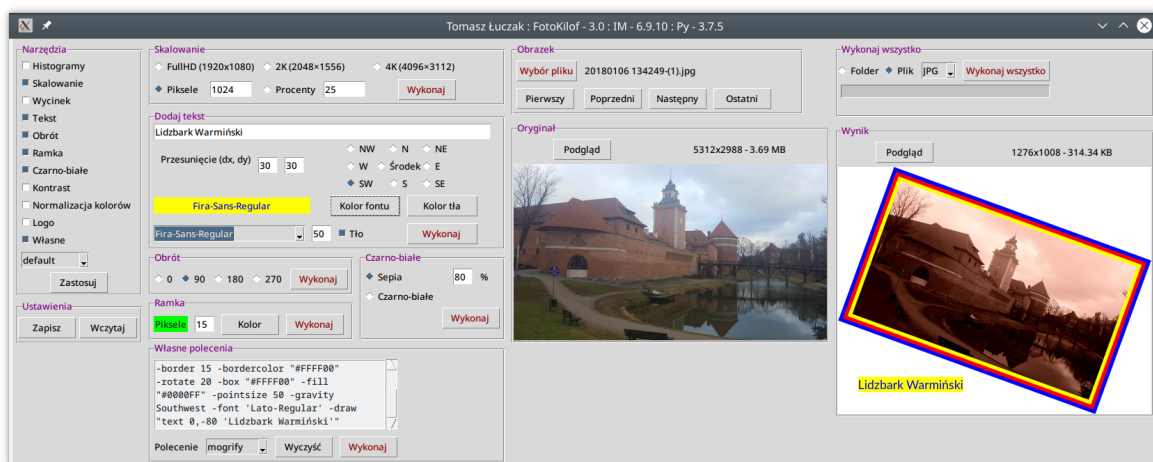 Tomasz Łuczak : FotoKilof - 3.0 : IM - 6.9.10 : Py - 3.7.5
Narzędzia
Histogramy
Skalowanie
Wycinek
Tekst
Obrót
Ramka
Czarno-białe
Kontrast
Normalizacja kolorów
Logo
Własne
default
Zastosuj
Ustawienia
Zapisz Wczytaj
Skalowanie
FullHD (1920x1080) 2K (2048×1556) 4K (4096×3112)
Piksele 1024 Procenty 25 Wykonaj
Dodaj tekst
Lidzbark Warmiński
Przesunięcie (dx, dy) 30 30
NW N NE
W Środek E
SW S SE
Fira-Sans-Regular Kolor fontu Kolor tła
Fira-Sans-Regular 50 Tło Wykonaj
Obrót
0 90 180 270 Wykonaj
Czarno-białe
Sepia 80 %
Czarno-białe
Wykonaj
Ramka
Piksele 15 Kolor Wykonaj
Własne polecenia
-border 15 -bordercolor "#FFFF00"
-rotate 20 -box "#FFFF00" -fill
"#0000FF" -pointsize 50 -gravity
Southwest -font 'Lato-Regular' -draw
"text 0,-80 'Lidzbark Warmiński'"
Polecenie mogrify Wyczyść Wykonaj
Obrazek
Wybór pliku 20180106 134249-(1).jpg
Pierwszy Poprzedni Następny Ostatni
Oryginał
Podgląd 5312x2988 - 3.69 MB
Wykonaj wszystko
Folder Plik JPG Wykonaj wszystko
Wynik
Podgląd 1276x1008 - 314.34 KB
Lidzbark Warmiński